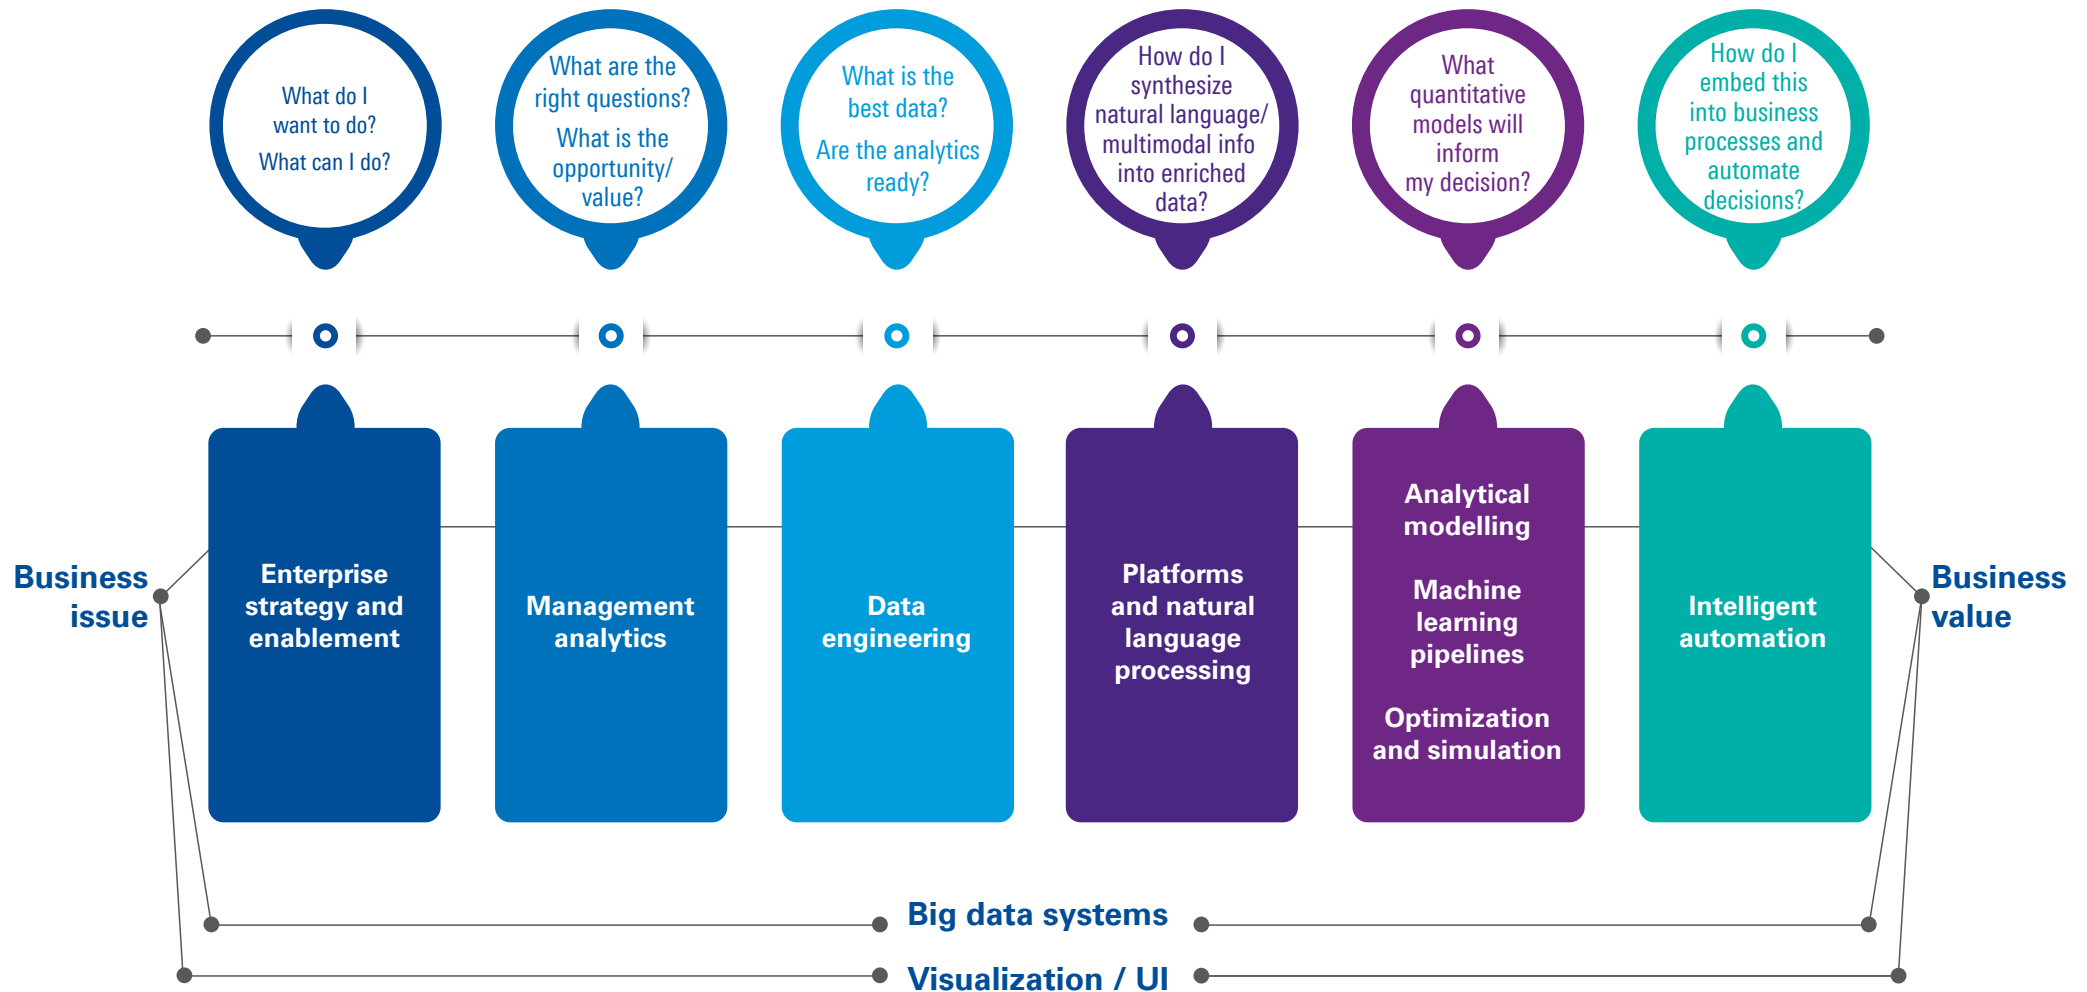 What do I
want to do?
What can I do?
What are the
right questions?
What is the
opportunity/
value?
What is the
best data?
Are the analytics
ready?
How do I
synthesize
natural language/
multimodal info
into enriched
data?
What
quantitative
models will
inform
my decision?
How do I
embed this
into business
processes and
automate
decisions?
Business
issue
Enterprise
strategy and
enablement
Management
analytics
Data
engineering
Platforms
and natural
language
processing
Analytical
modelling
Machine
learning
pipelines
Optimization
and simulation
Intelligent
automation
Business
value
Big data systems
Visualization / UI